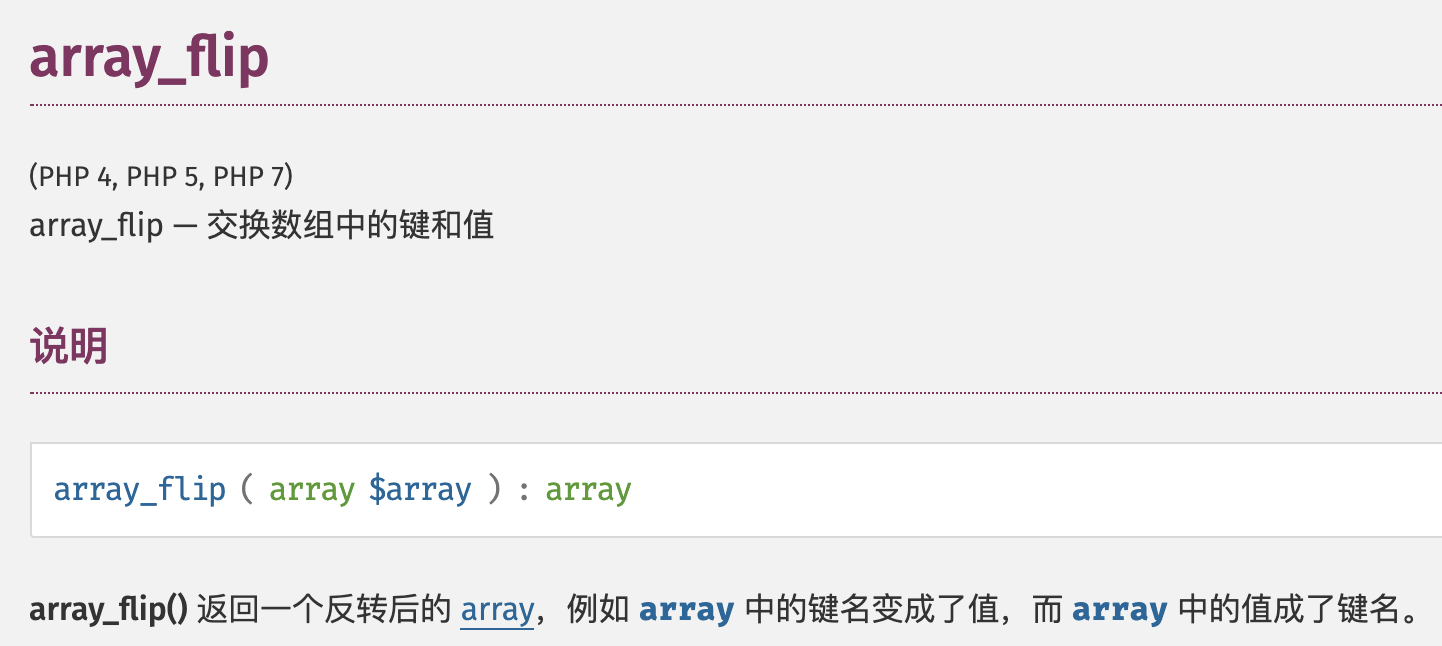 array_flip
(PHP 4, PHP 5, PHP 7)
array_flip — 交换数组中的键和值
说明
array_flip ( array $array ) : array
array_flip() 返回一个反转后的 array，例如 array 中的键名变成了值，而 array 中的值成了键名。